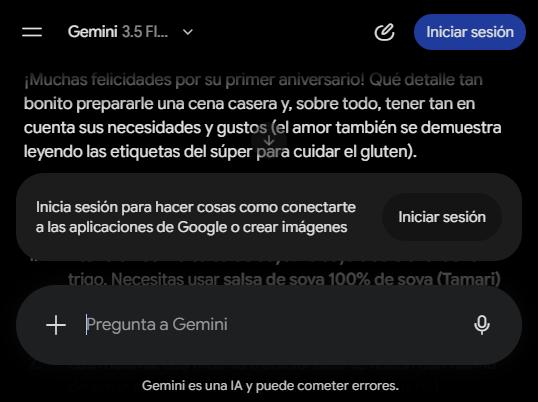 Gemini 3.5 Fl...
Iniciar sesión
¡Muchas felicidades por su primer aniversario! Qué detalle tan
bonito prepararle una cena casera y, sobre todo, tener tan en
cuenta sus necesidades y gustos (el amor también se demuestra
leyendo las etiquetas del súper para cuidar el gluten).
Inicia sesión para hacer cosas como conectarte
a las aplicaciones de Google o crear imágenes
Iniciar sesión
trigo. Necesitas usar salsa de soya 100% de soya (Tamari)
Pregunta a Gemini
Gemini es una IA y puede cometer errores.